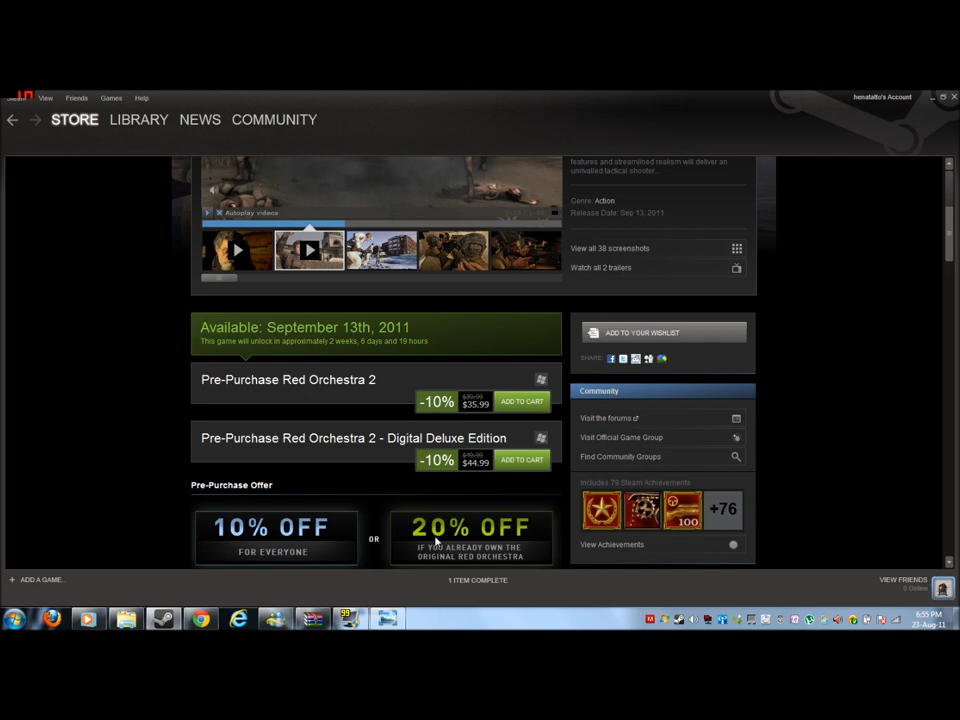 View Friends Games Help
henatatto's Account
STORE LIBRARY NEWS COMMUNITY
features and streamlined realism will deliver an
unrivalled tactical shooter...
Autoplay videos
Genre: Action
Release Date: Sep 13, 2011
View all 38 screenshots
Watch all 2 trailers
Available: September 13th, 2011
This game will unlock in approximately 2 weeks, 6 days and 19 hours
ADD TO YOUR WISHLIST
SHARE:
Pre-Purchase Red Orchestra 2
-10% $39.99 $35.99 ADD TO CART
Community
Visit the forums
Visit Official Game Group
Find Community Groups
Pre-Purchase Red Orchestra 2 - Digital Deluxe Edition
-10% $49.99 $44.99 ADD TO CART
Includes 79 Steam Achievements
100
+76
View Achievements
Pre-Purchase Offer
10% OFF
FOR EVERYONE
OR
20% OFF
IF YOU ALREADY OWN THE
ORIGINAL RED ORCHESTRA
+ ADD A GAME...
1 ITEM COMPLETE
VIEW FRIENDS
0 Online
99
6:55 PM
23-Aug-11